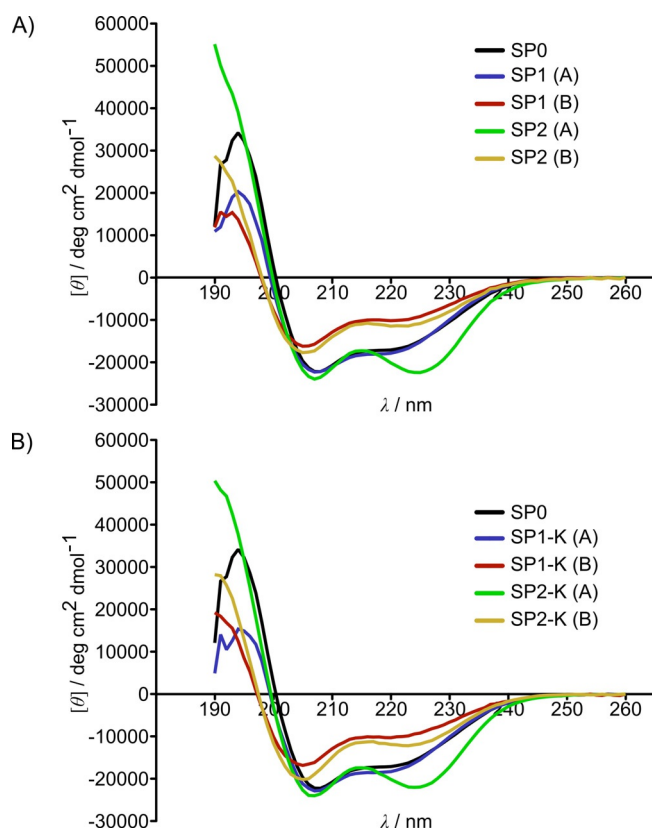 A)
60000
50000
40000
30000
20000
10000
0
-10000
-20000
-30000
[θ] / deg cm² dmol⁻¹
190 200 210 220 230 240 250 260
λ / nm
SP0
SP1 (A)
SP1 (B)
SP2 (A)
SP2 (B)
B)
60000
50000
40000
30000
20000
10000
0
-10000
-20000
-30000
[θ] / deg cm² dmol⁻¹
190 200 210 220 230 240 250 260
λ / nm
SP0
SP1-K (A)
SP1-K (B)
SP2-K (A)
SP2-K (B)